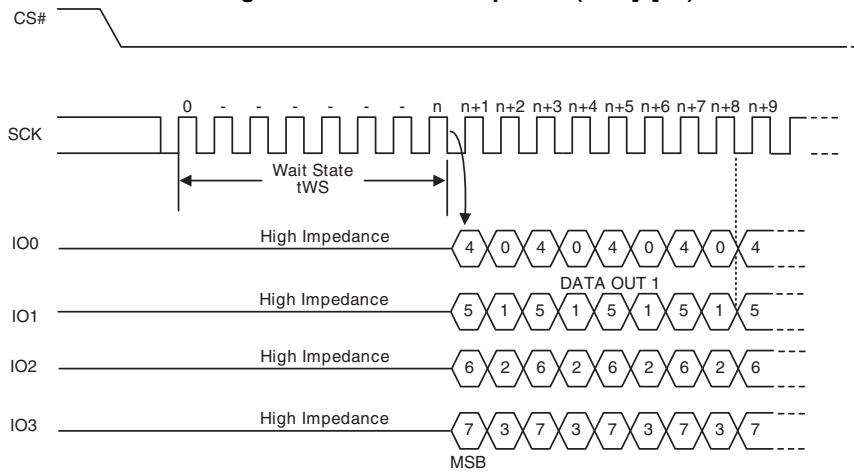 CS#
0 - - - - - - n n+1 n+2 n+3 n+4 n+5 n+6 n+7 n+8 n+9
SCK
Wait State
tWS
IO0 High Impedance 4 0 4 0 4 0 4 0 4
DATA OUT 1
IO1 High Impedance 5 1 5 1 5 1 5 1 5
IO2 High Impedance 6 2 6 2 6 2 6 2 6
IO3 High Impedance 7 3 7 3 7 3 7 3 7
MSB